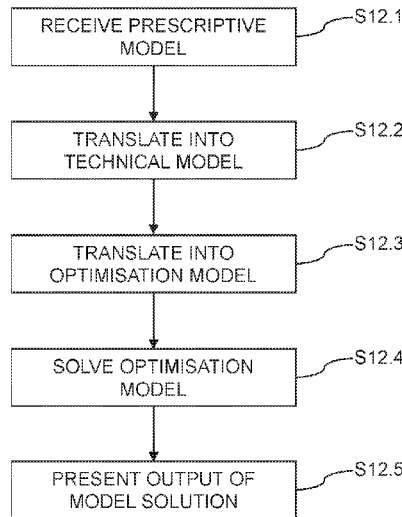 RECEIVE PRESCRIPTIVE
MODEL
S12.1
TRANSLATE INTO
TECHNICAL MODEL
S12.2
TRANSLATE INTO
OPTIMISATION MODEL
S12.3
SOLVE OPTIMISATION
MODEL
S12.4
PRESENT OUTPUT OF
MODEL SOLUTION
S12.5